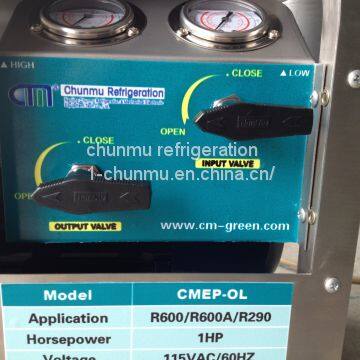 ▲ HIGH
. CLOSE
▲ LOW
CM
Chunmu Refrigeration
OPEN
. CLOSE
INPUT VALVE
OPEN
OUTPUT VALVE
chunmu refrigeration
1-chunmu.en.china.cn/
www.cm-green.com
Model CMEP-OL
Application R600/R600A/R290
Horsepower 1HP
Voltage 115VAC/60HZ